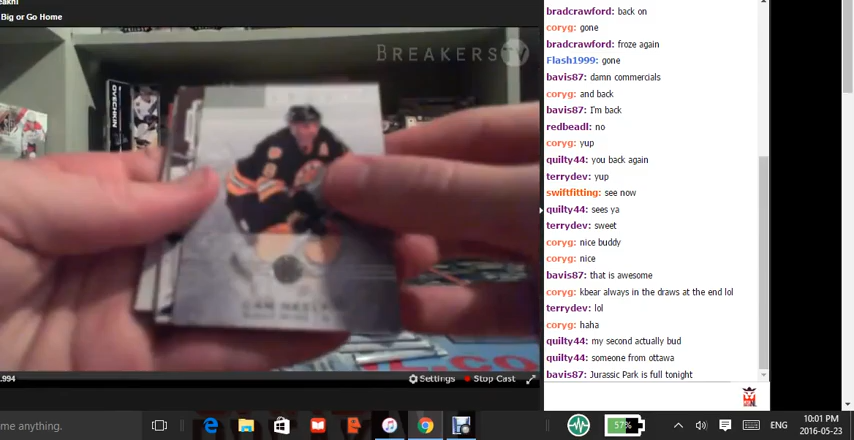 eakni
Big or Go Home
BREAKERSTV
OVECHKIN
CAM NEELY
.994
Settings
Stop Cast
bradcrawford: back on
coryg: gone
bradcrawford: froze again
Flash1999: gone
bavis87: damn commercials
coryg: and back
bavis87: I'm back
redbeadl: no
coryg: yup
quilty44: you back again
terrydev: yup
swiftfitting: see now
quilty44: sees ya
terrydev: sweet
coryg: nice buddy
coryg: nice
bavis87: that is awesome
coryg: kbear always in the draws at the end lol
terrydev: lol
coryg: haha
quilty44: my second actually bud
quilty44: someone from ottawa
bavis87: Jurassic Park is full tonight
me anything.
57%
ENG
10:01 PM
2016-05-23